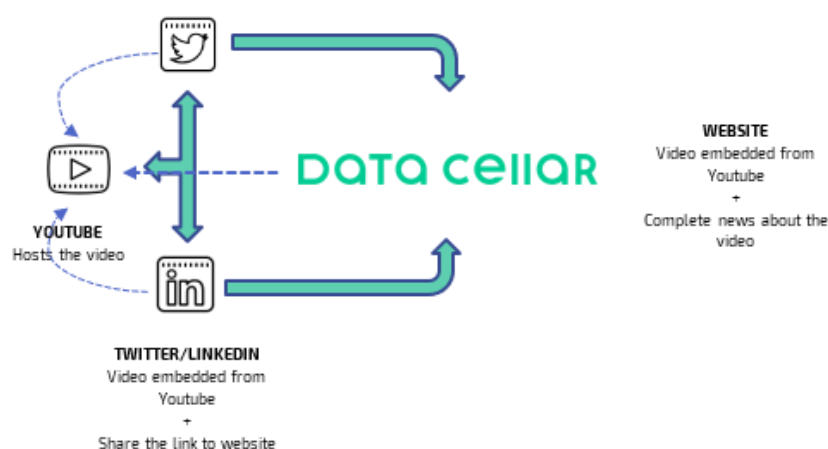 DATA CELLAR
WEBSITE
Video embedded from
Youtube
+
Complete news about the
video
YOUTUBE
Hosts the video
in
TWITTER/LINKEDIN
Video embedded from
Youtube
+
Share the link to website